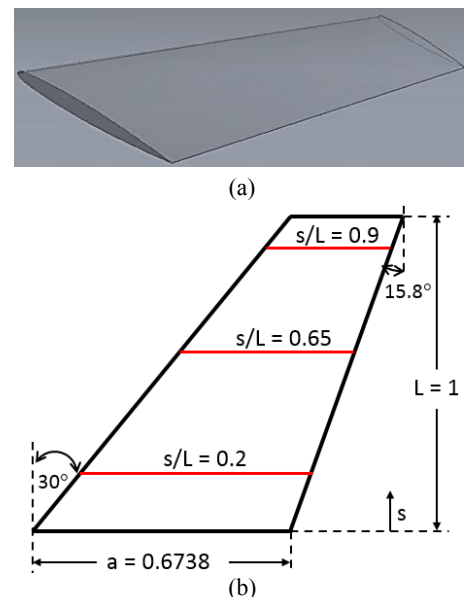 (a)
s/L = 0.9
15.8°
s/L = 0.65
L = 1
s/L = 0.2
30°
s
a = 0.6738
(b)